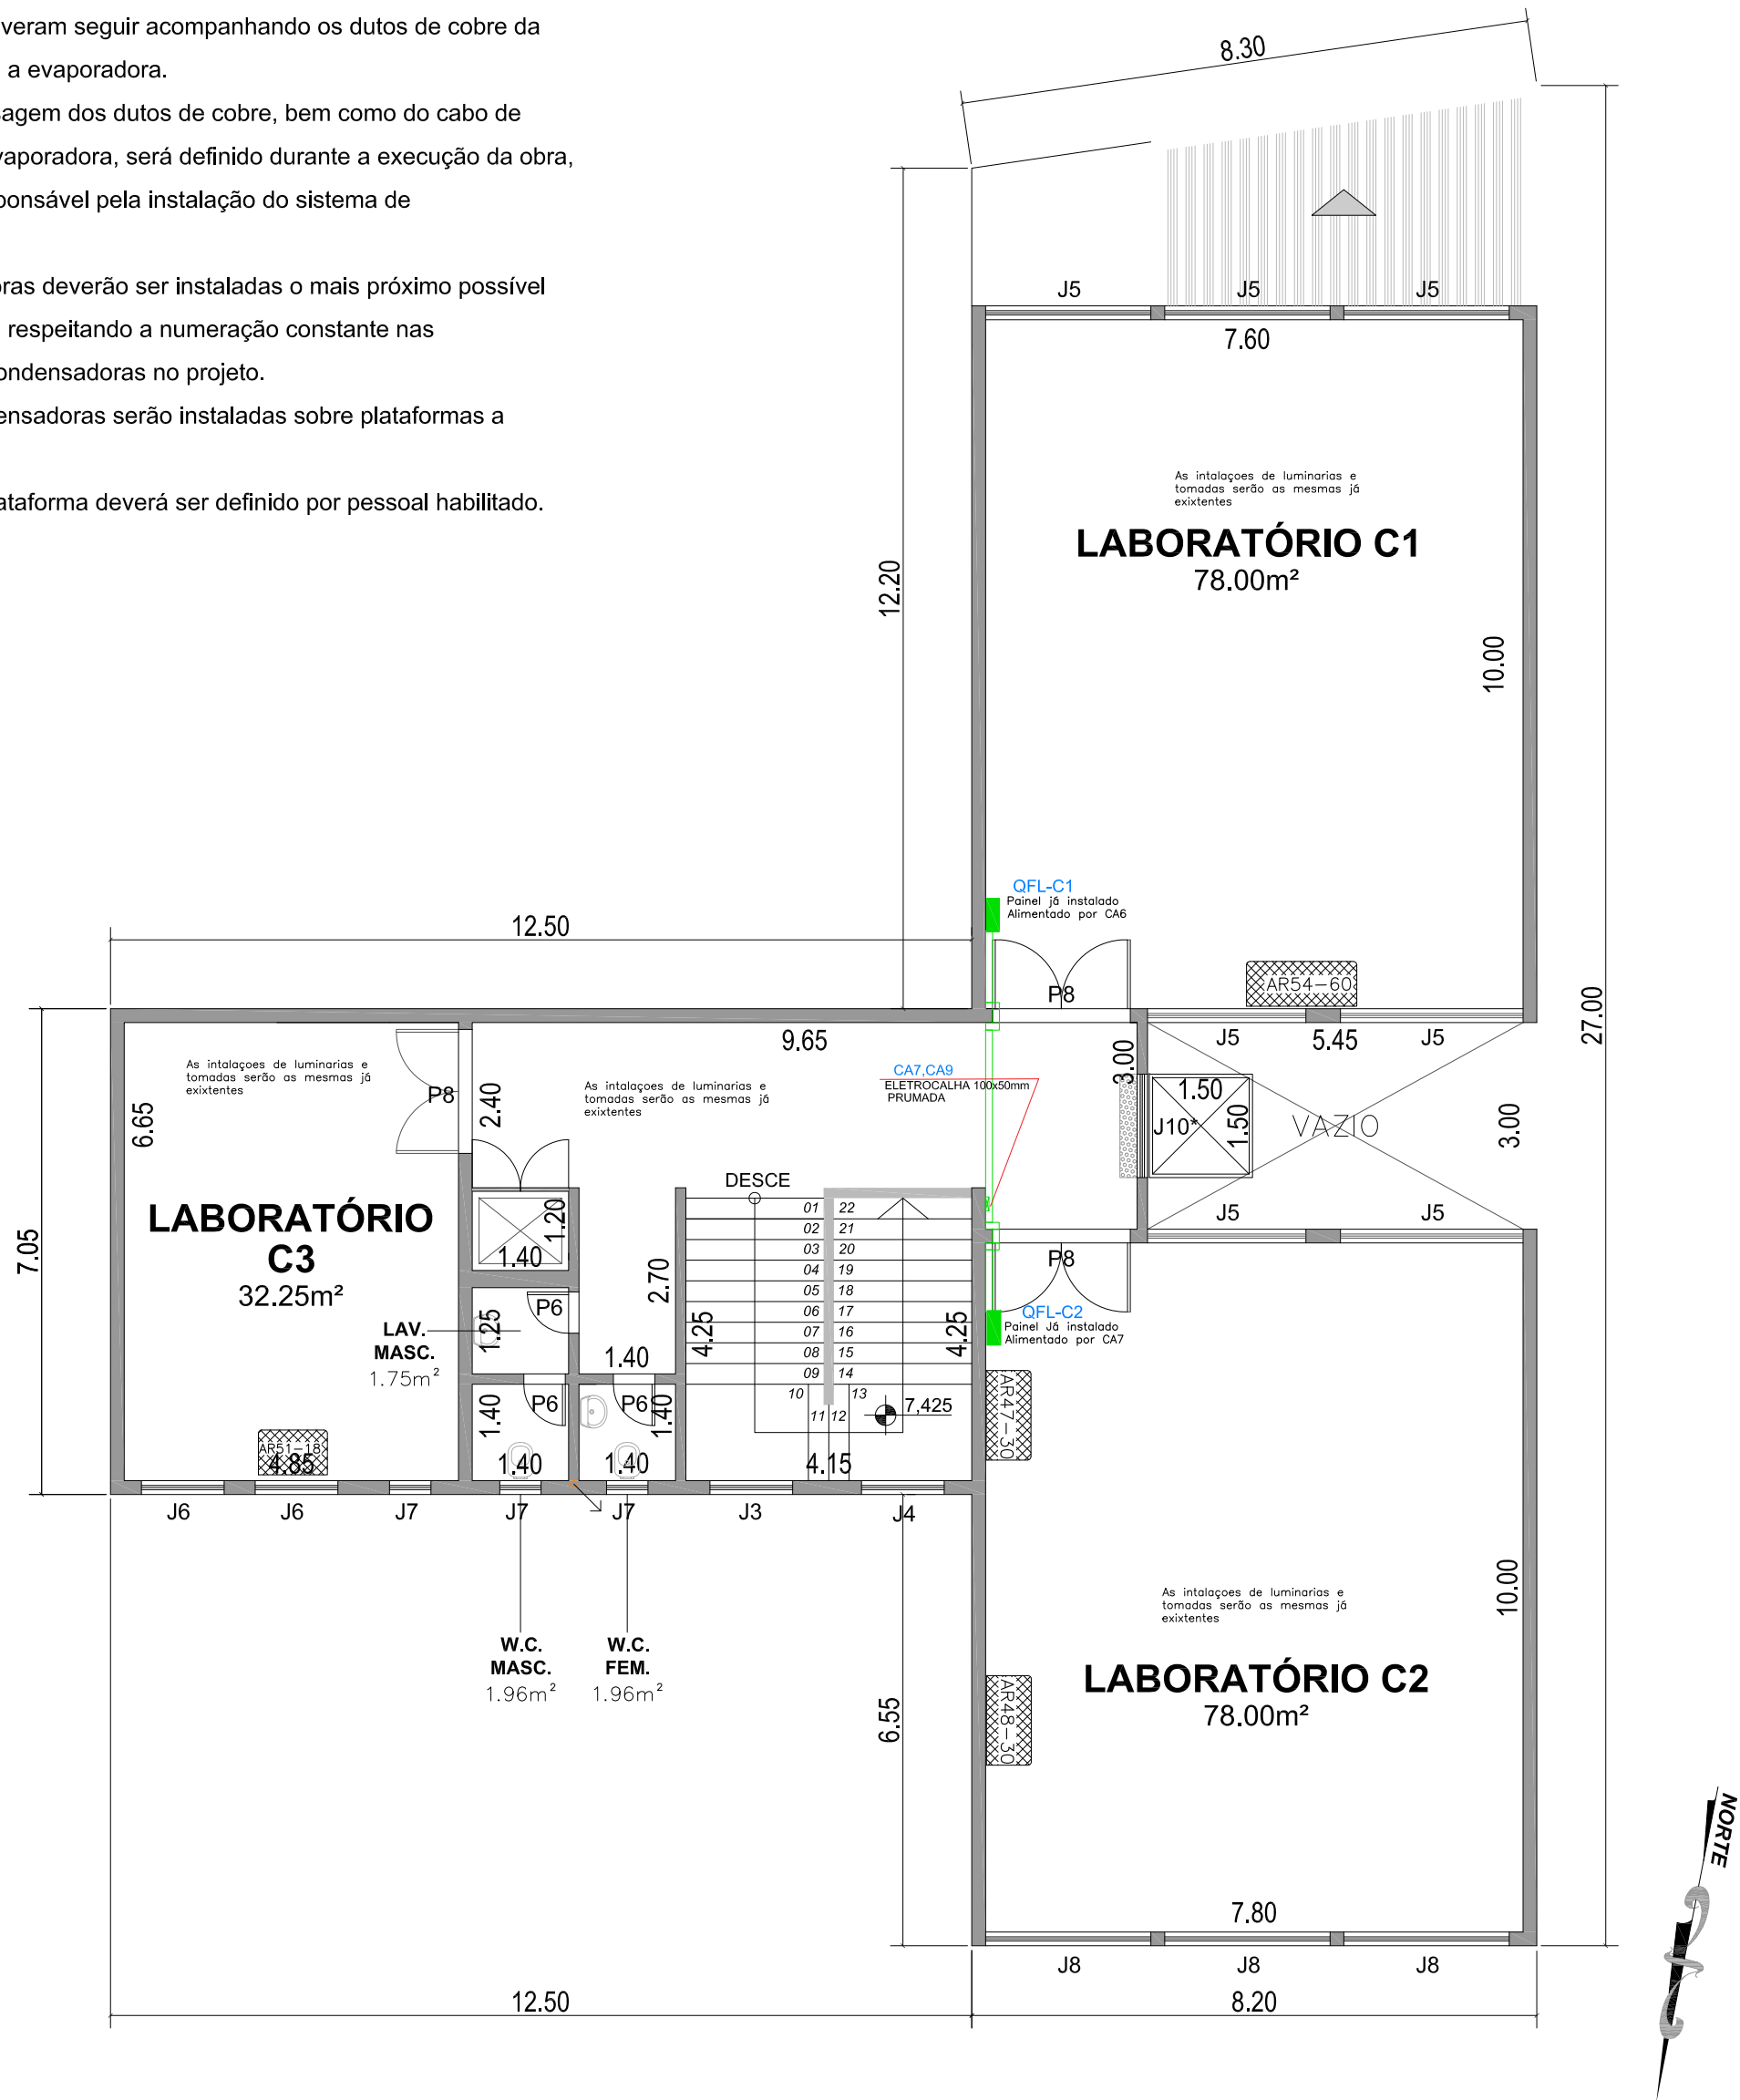 veram seguir acompanhando os dutos de cobre da
a evaporadora.
sagem dos dutos de cobre, bem como do cabo de
vaporadora, será definido durante a execução da obra,
ponsável pela instalação do sistema de
oras deverão ser instaladas o mais próximo possível
respeitando a numeração constante nas
ondensadoras no projeto.
ensadoras serão instaladas sobre plataformas a
ataforma deverá ser definido por pessoal habilitado.
8.30
J5
J5
J5
7.60
As intalaçoes de luminarias e
tomadas serão as mesmas já
exixtentes
LABORATÓRIO C1
78.00m²
12.20
10.00
QFL-C1
Painel já instalado
Alimentado por CA6
12.50
P8
AR54-60
27.00
9.65
J5
5.45
J5
As intalaçoes de luminarias e
tomadas serão as mesmas já
exixtentes
P8
6.65
2.40
As intalaçoes de luminarias e
tomadas serão as mesmas já
exixtentes
CA7,CA9
ELETROCALHA 100x50mm
PRUMADA
3.00
1.50
1.50
J10*
VAZIO
3.00
DESCE
LABORATÓRIO
C3
32.25m²
7.05
1.20
1.40
2.70
01 22
02 21
03 20
04 19
05 18
06 17
07 16
08 15
09 14
10 13
11 12
4.25
4.25
J5
J5
P8
QFL-C2
Painel Já instalado
Alimentado por CA7
P6
1.25
LAV.
MASC.
1.75m²
1.40
P6
1.40
P6
1.40
7,425
AR47-30
AR51-18
4.85
1.40
1.40
4.15
J6
J6
J7
J7
J7
J3
J4
10.00
As intalaçoes de luminarias e
tomadas serão as mesmas já
exixtentes
W.C.
MASC.
1.96m²
W.C.
FEM.
1.96m²
LABORATÓRIO C2
78.00m²
6.55
AR48-30
NORTE
7.80
J8
J8
J8
12.50
8.20